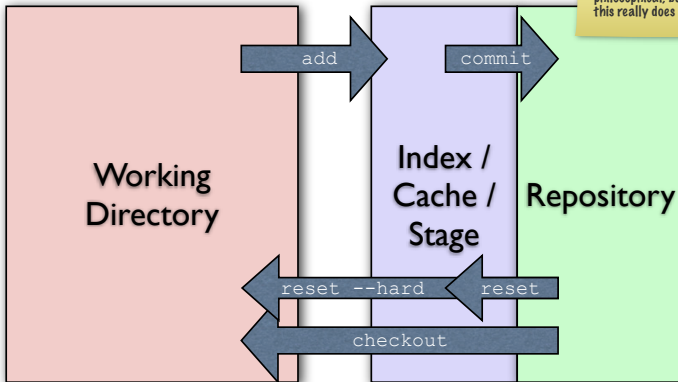 this really does
add
commit
Working
Directory
Index /
Cache /
Stage
Repository
reset --hard
reset
checkout